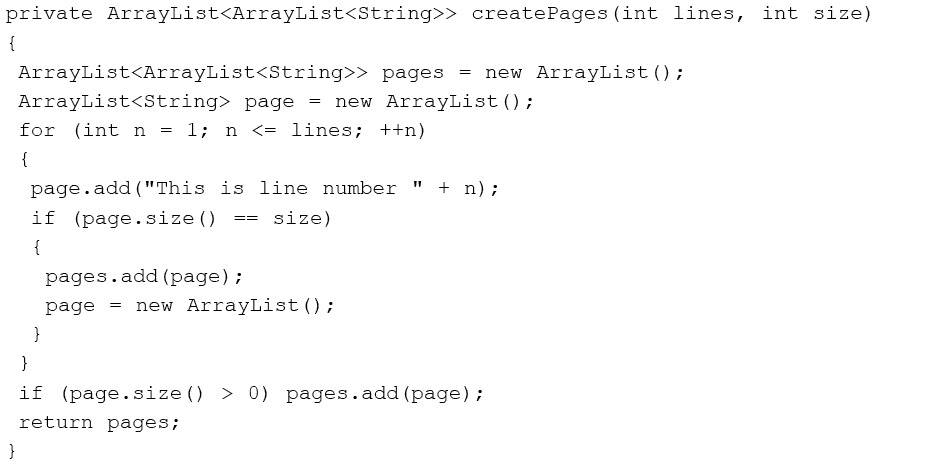 private ArrayList<ArrayList<String>> createPages(int lines, int size)
{
 ArrayList<ArrayList<String>> pages = new ArrayList();
 ArrayList<String> page = new ArrayList();
 for (int n = 1; n <= lines; ++n)
 {
  page.add("This is line number " + n);
  if (page.size() == size)
  {
   pages.add(page);
   page = new ArrayList();
  }
 }
 if (page.size() > 0) pages.add(page);
 return pages;
}